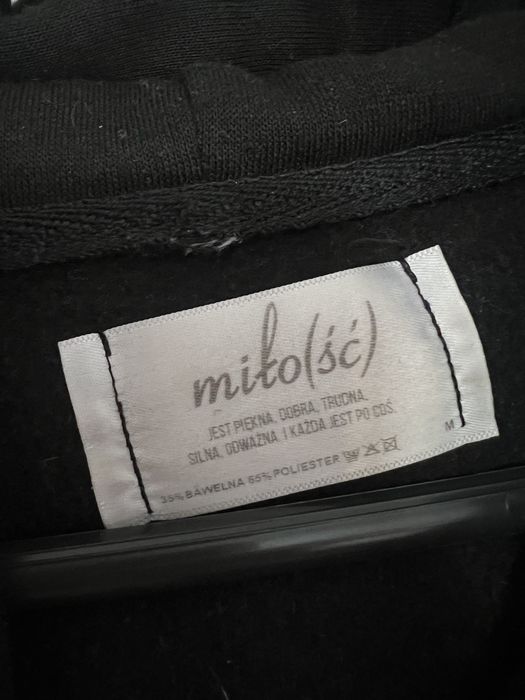 miło(ść)
JEST PIĘKNA, DOBRA, TRUDNA,
SILNA, ODWAŻNA. I KAŻDA JEST PO COŚ.
35% BAWEŁNA 65% POLIESTER
M